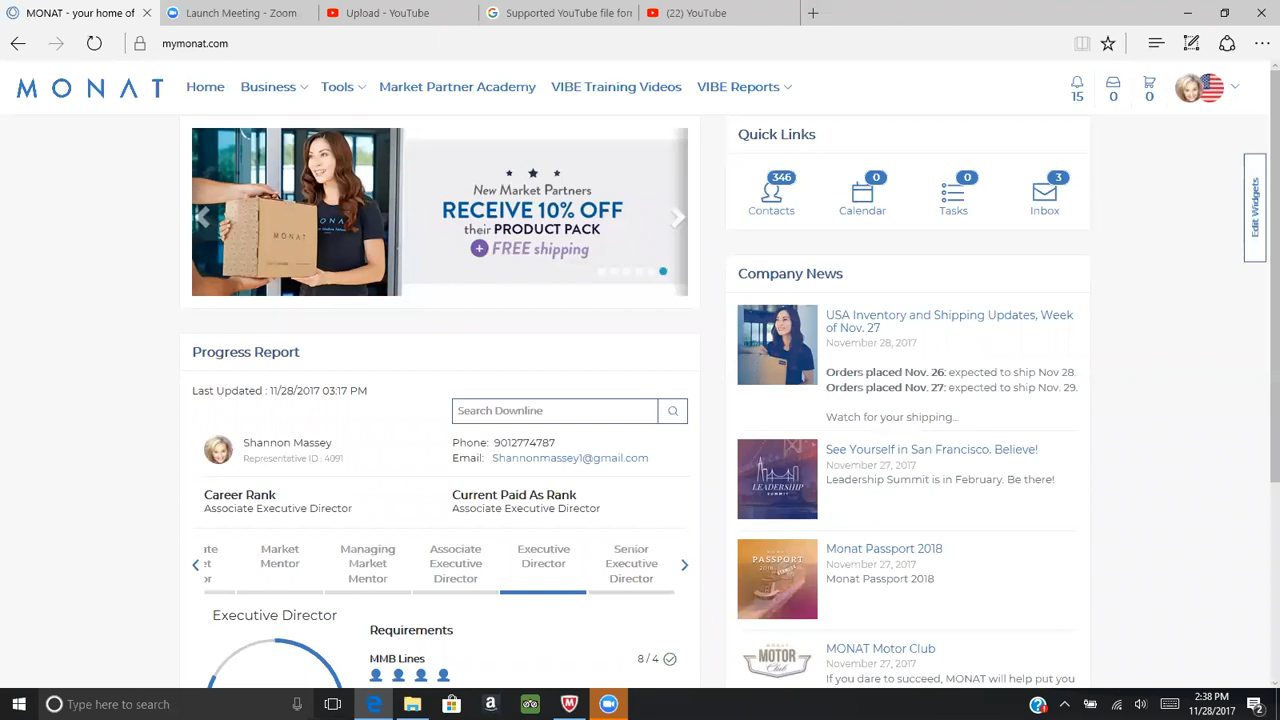 MONAT - your home of
Launch Meeting - Zoom
Upload - YouTube
Supported YouTube file for
(22) YouTube
mymonat.com
MONAT
Home
Business
Tools
Market Partner Academy
VIBE Training Videos
VIBE Reports
15
0
0
MONAT
New Market Partners
RECEIVE 10% OFF
their PRODUCT PACK
+ FREE shipping
Quick Links
346
0
0
3
Contacts
Calendar
Tasks
Inbox
Edit Widgets
Company News
USA Inventory and Shipping Updates, Week
of Nov. 27
November 28, 2017
Orders placed Nov. 26: expected to ship Nov 28.
Orders placed Nov. 27: expected to ship Nov. 29.
Watch for your shipping...
LEADERSHIP
SUMMIT
See Yourself in San Francisco. Believe!
November 27, 2017
Leadership Summit is in February. Be there!
PASSPORT
2018
Monat Passport 2018
November 27, 2017
Monat Passport 2018
MONAT
MOTOR
Club
MONAT Motor Club
November 27, 2017
If you dare to succeed, MONAT will help put you
Progress Report
Last Updated : 11/28/2017 03:17 PM
Search Downline
Shannon Massey
Representative ID : 4091
Phone: 9012774787
Email: Shannonmassey1@gmail.com
Career Rank
Associate Executive Director
Current Paid As Rank
Associate Executive Director
ate
et
or
Market
Mentor
Managing
Market
Mentor
Associate
Executive
Director
Executive
Director
Senior
Executive
Director
Executive Director
Requirements
MMB Lines
8 / 4
Type here to search
2:38 PM
11/28/2017